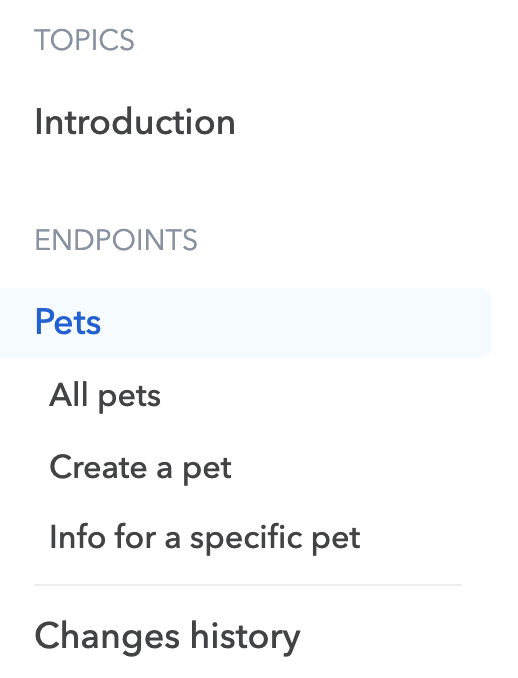 TOPICS
Introduction
ENDPOINTS
Pets
All pets
Create a pet
Info for a specific pet
Changes history